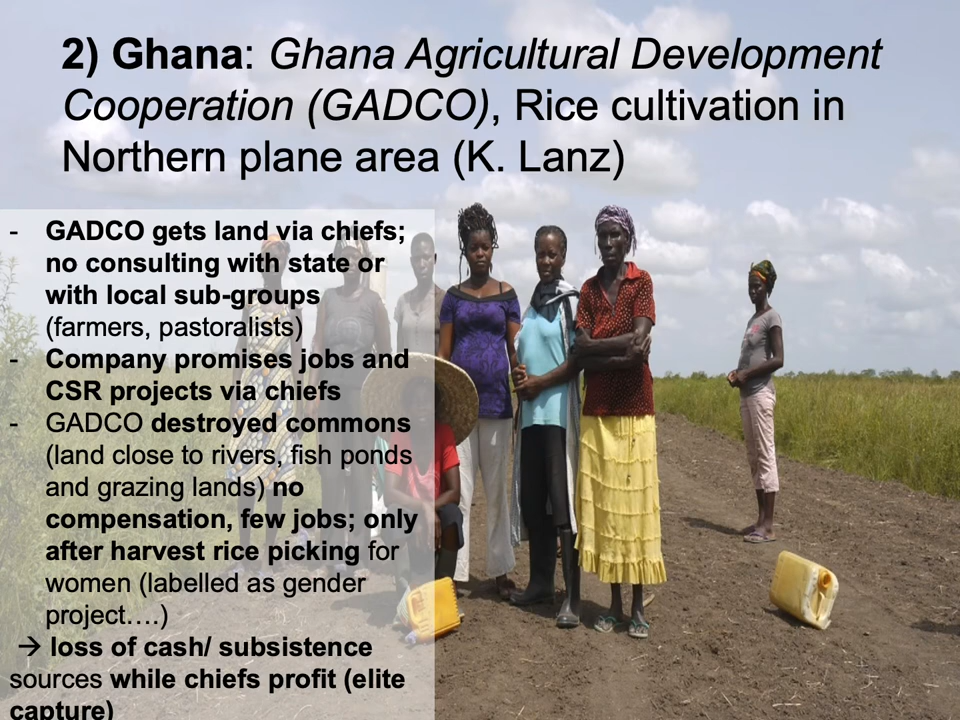 2) Ghana: Ghana Agricultural Development
Cooperation (GADCO), Rice cultivation in
Northern plane area (K. Lanz)
- GADCO gets land via chiefs;
no consulting with state or
with local sub-groups
(farmers, pastoralists)
- Company promises jobs and
CSR projects via chiefs
- GADCO destroyed commons
(land close to rivers, fish ponds
and grazing lands) no
compensation, few jobs; only
after harvest rice picking for
women (labelled as gender
project….)
→ loss of cash/ subsistence
sources while chiefs profit (elite
capture)